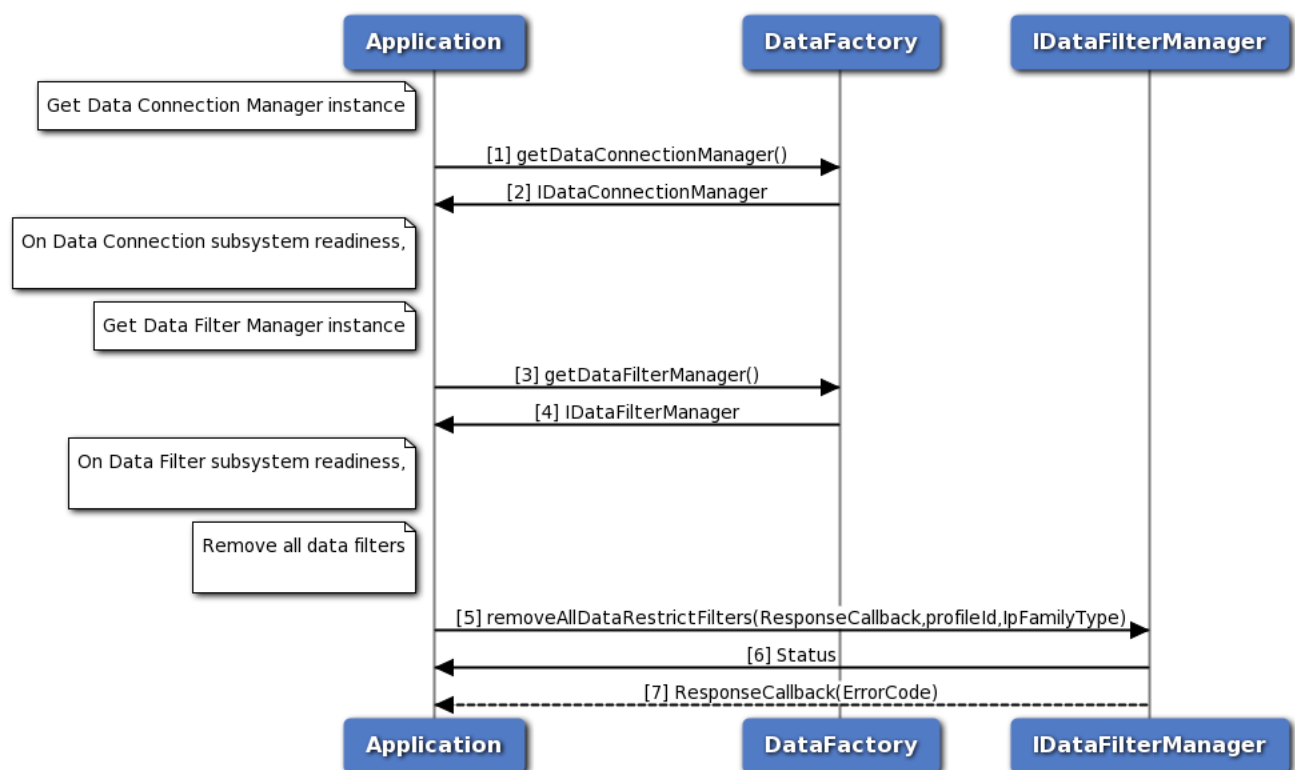 Application
DataFactory
IDataFilterManager
Get Data Connection Manager instance
[1] getDataConnectionManager()
[2] IDataConnectionManager
On Data Connection subsystem readiness,
Get Data Filter Manager instance
[3] getDataFilterManager()
[4] IDataFilterManager
On Data Filter subsystem readiness,
Remove all data filters
[5] removeAllDataRestrictFilters(ResponseCallback,profileId,IpFamilyType)
[6] Status
[7] ResponseCallback(ErrorCode)
Application
DataFactory
IDataFilterManager